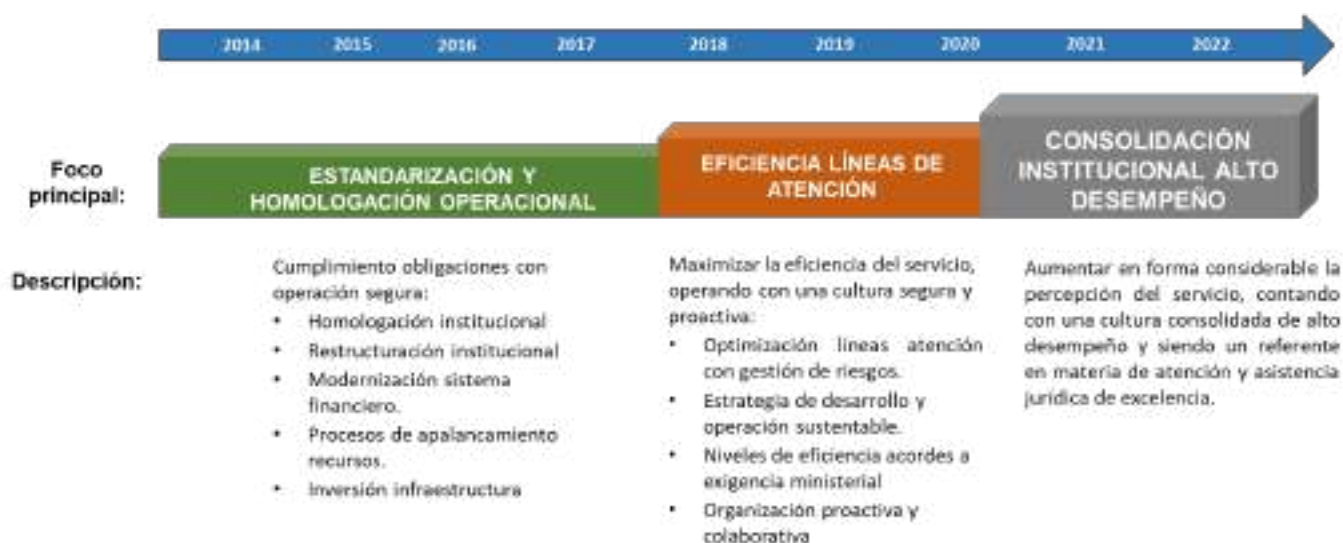 2014 2015 2016 2017 2018 2019 2020 2021 2022
Foco
principal:
ESTANDARIZACIÓN Y
HOMOLOGACIÓN OPERACIONAL
EFICIENCIA LÍNEAS DE
ATENCIÓN
CONSOLIDACIÓN
INSTITUCIONAL ALTO
DESEMPEÑO
Descripción:
Cumplimiento obligaciones con
operación segura:
• Homologación institucional
• Restructuración institucional
• Modernización sistema
financiero.
• Procesos de apalancamiento
recursos.
• Inversión infraestructura
Maximizar la eficiencia del servicio,
operando con una cultura segura y
proactiva:
• Optimización líneas atención
con gestión de riesgos.
• Estrategia de desarrollo y
operación sustentable.
• Niveles de eficiencia acordes a
exigencia ministerial
• Organización proactiva y
colaborativa
Aumentar en forma considerable la
percepción del servicio, contando
con una cultura consolidada de alto
desempeño y siendo un referente
en materia de atención y asistencia
jurídica de excelencia.